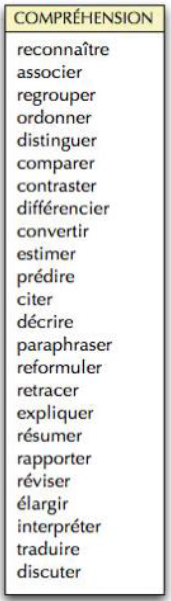 COMPRÉHENSION
reconnaître
associer
regrouper
ordonner
distinguer
comparer
contraster
différencier
convertir
estimer
prédire
citer
décrire
paraphraser
reformuler
retracer
expliquer
résumer
rapporter
réviser
élargir
interpréter
traduire
discuter